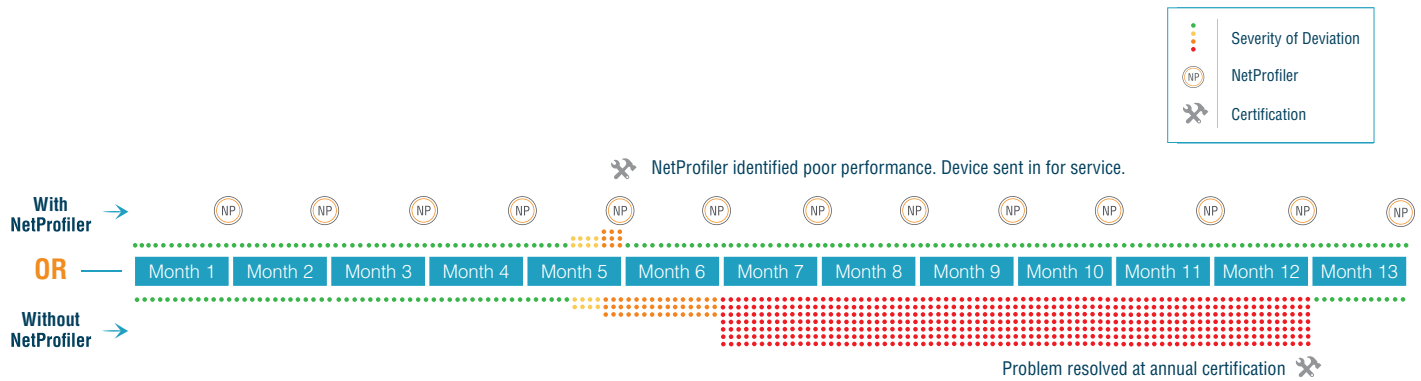 Severity of Deviation
NP NetProfiler
Certification
NetProfiler identified poor performance. Device sent in for service.
With
NetProfiler
NP NP NP NP NP NP NP NP NP NP NP NP NP
OR
Month 1 Month 2 Month 3 Month 4 Month 5 Month 6 Month 7 Month 8 Month 9 Month 10 Month 11 Month 12 Month 13
Without
NetProfiler
Problem resolved at annual certification